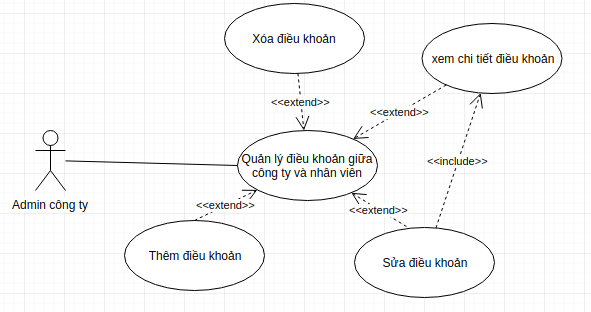 Xóa điều khoản
xem chi tiết điều khoản
<<extend>>
<<extend>>
Quản lý điều khoản giữa
công ty và nhân viên
<<include>>
Admin công ty
<<extend>>
<<extend>>
Thêm điều khoản
Sửa điều khoản